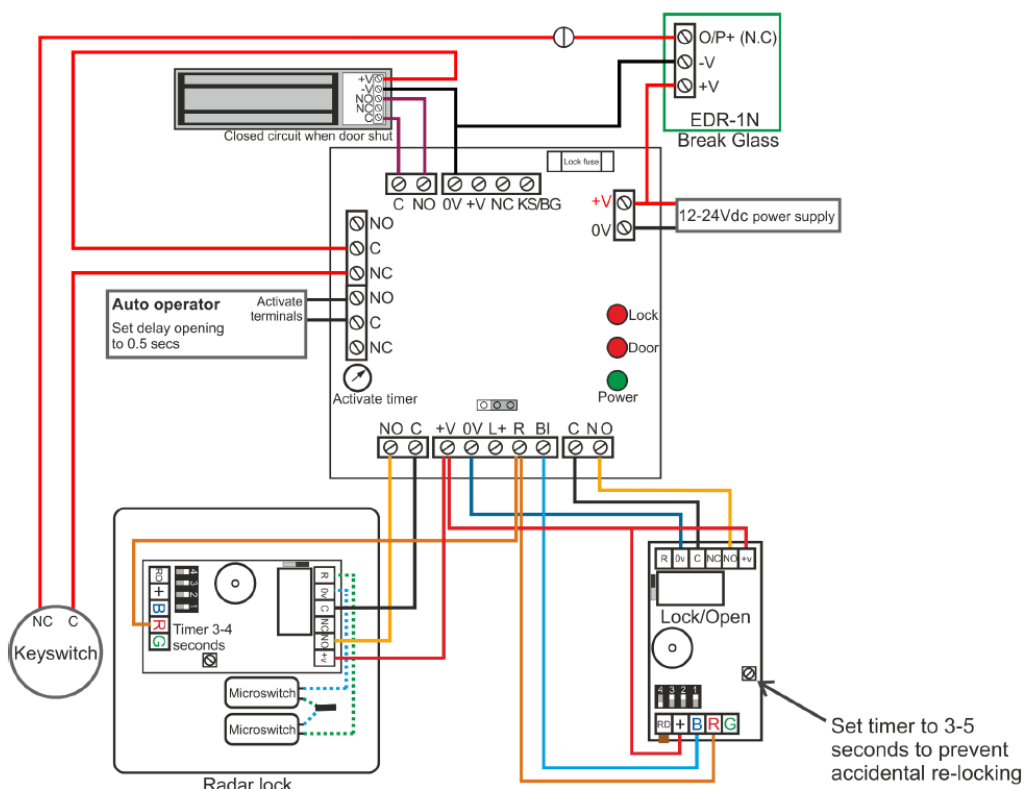 O/P+ (N.C)
-V
+V
EDR-1N
Break Glass
+V
-V
NO
NC
C
Closed circuit when door shut
Lock fuse
C NO
0V +V NC KS/BG
+V
0V
12-24Vdc power supply
NO
C
NC
NO
C
NC
Auto operator
Set delay opening
to 0.5 secs
Activate
terminals
Activate timer
Lock
Door
Power
NO C
+V 0V L+ R BI
C NO
RD
+
B
R
G
4
3
2
1
Timer 3-4
seconds
R
0v
C
NC
NO
+v
Microswitch
Microswitch
Radar lock
NC C
Keyswitch
R 0v C NC NO +v
Lock/Open
4 3 2 1
RD + B R G
Set timer to 3-5
seconds to prevent
accidental re-locking